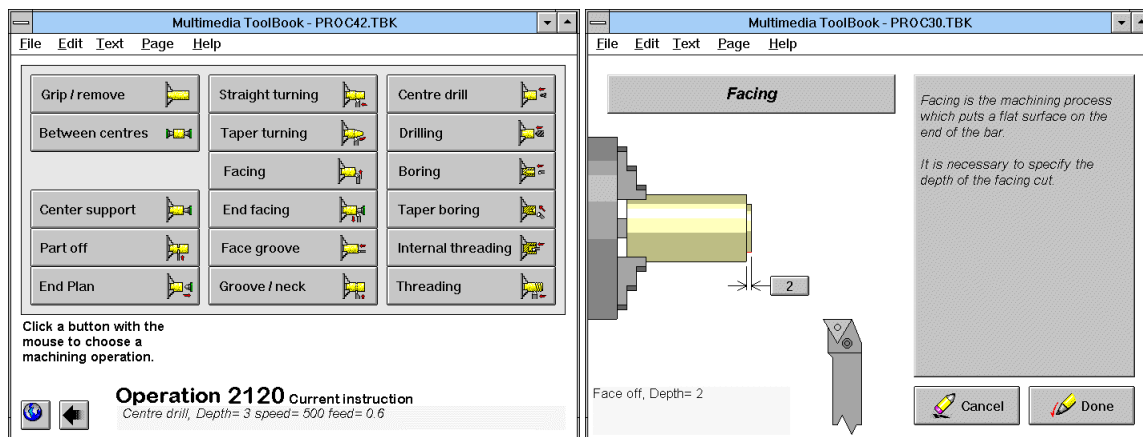 Multimedia ToolBook - PROC42.TBK
File Edit Text Page Help
Grip / remove
Straight turning
Centre drill
Between centres
Taper turning
Drilling
Facing
Boring
Center support
End facing
Taper boring
Part off
Face groove
Internal threading
End Plan
Groove / neck
Threading
Click a button with the
mouse to choose a
machining operation.
Operation 2120 Current instruction
Centre drill, Depth= 3 speed= 500 feed= 0.6
Multimedia ToolBook - PROC30.TBK
File Edit Text Page Help
Facing
Facing is the machining process
which puts a flat surface on the
end of the bar.
It is necessary to specify the
depth of the facing cut.
2
Face off, Depth= 2
Cancel
Done